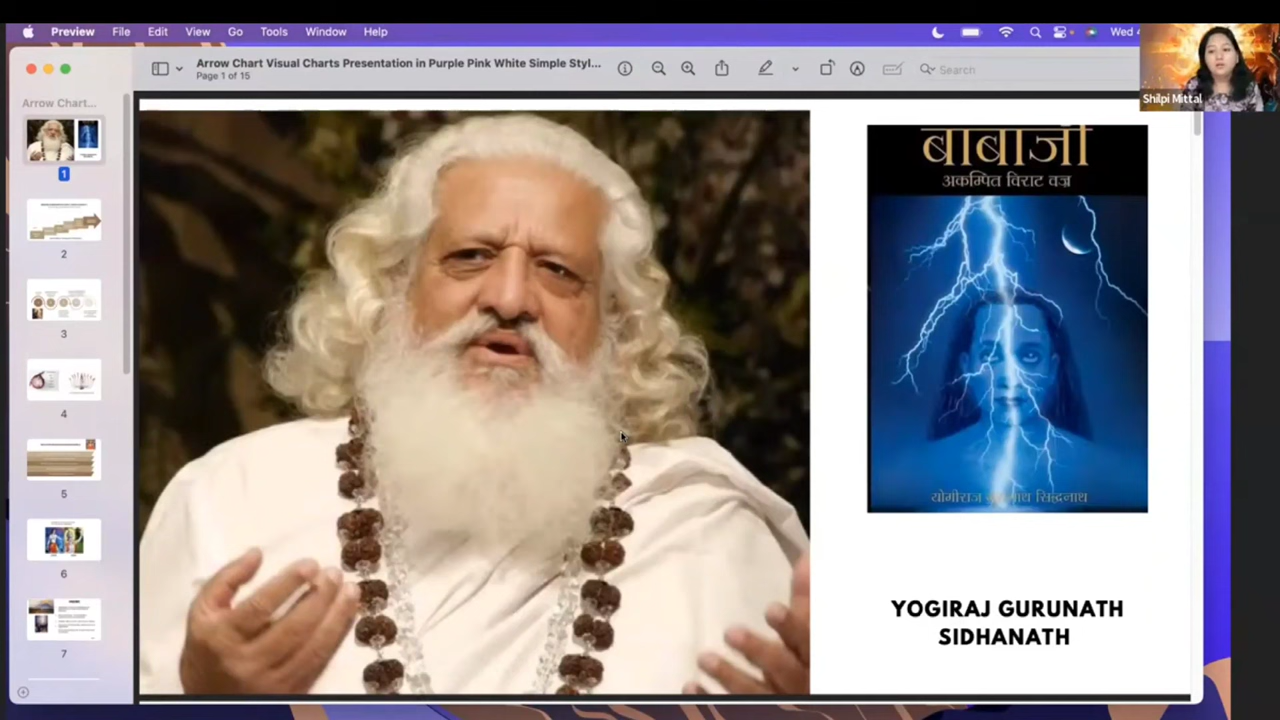 Preview File Edit View Go Tools Window Help
Wed
Arrow Chart Visual Charts Presentation in Purple Pink White Simple Styl...
Page 1 of 15
Search
Shilpi Mittal
Arrow Chart...
1
2
3
4
5
6
7
बाबाजी
अकम्पित विराट वज्र
योगीराज
सिद्धनाथ
YOGIRAJ GURUNATH
SIDHANATH